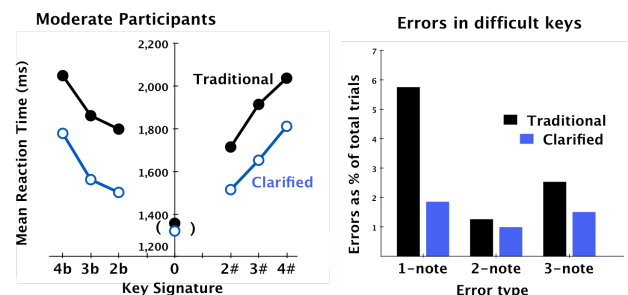 Moderate Participants
Mean Reaction Time (ms)
2,200
2,000
1,800
1,600
1,400
1,200
Traditional
Clarified
( )
4b 3b 2b 0 2# 3# 4#
Key Signature
Errors in difficult keys
Errors as % of total trials
7
6
5
4
3
2
1
Traditional
Clarified
1-note 2-note 3-note
Error type